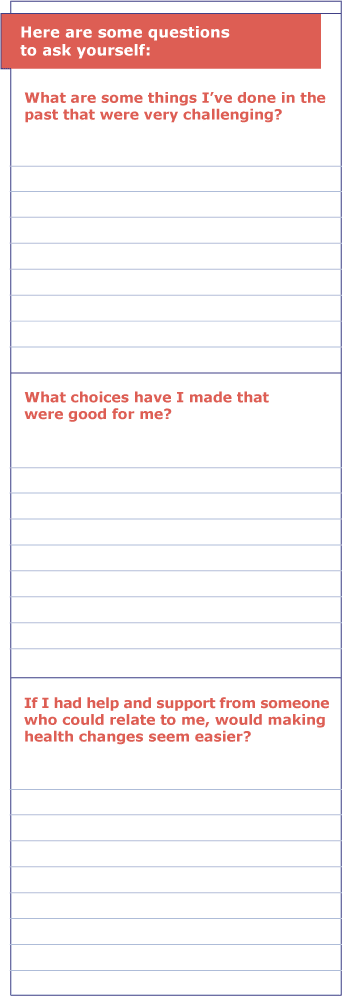 Here are some questions
to ask yourself:
What are some things I’ve done in the
past that were very challenging?
What choices have I made that
were good for me?
If I had help and support from someone
who could relate to me, would making
health changes seem easier?